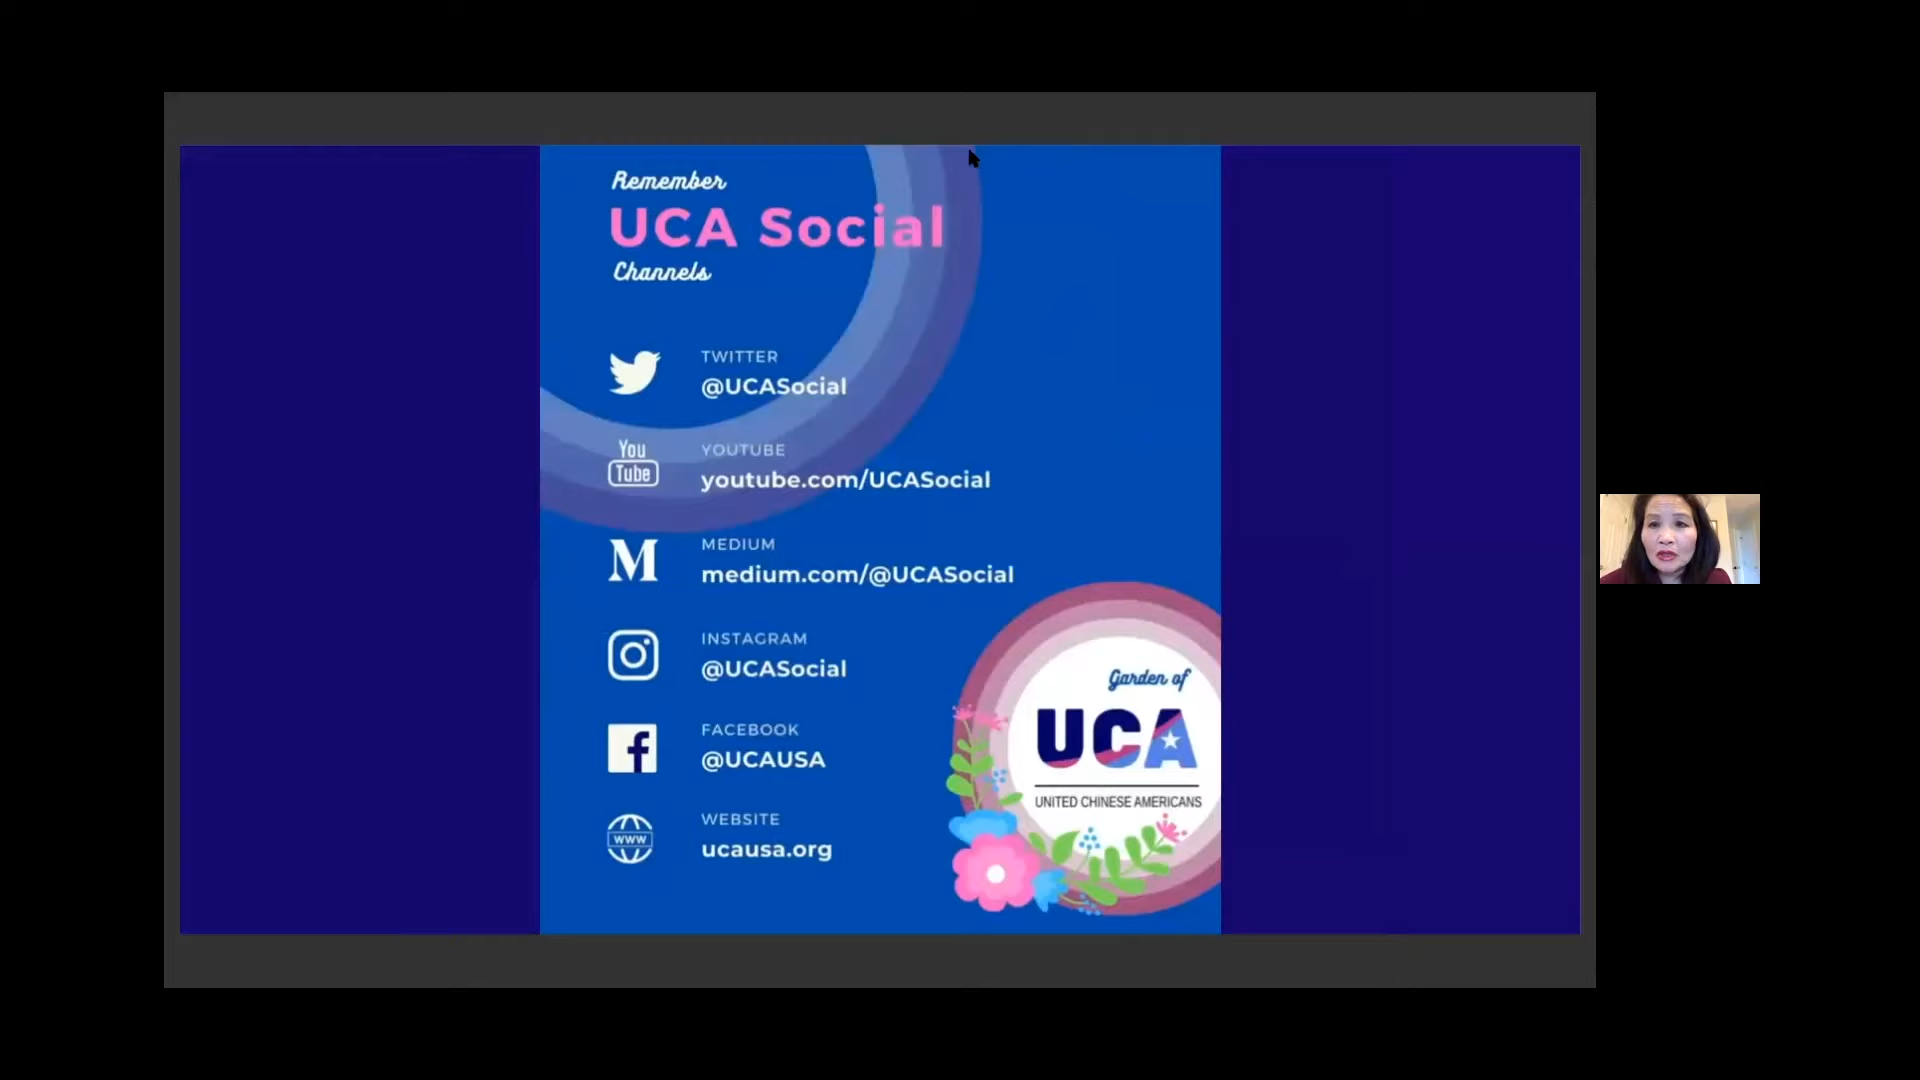 Remember
UCA Social
Channels
TWITTER
@UCASocial
You
Tube
YOUTUBE
youtube.com/UCASocial
M
MEDIUM
medium.com/@UCASocial
INSTAGRAM
@UCASocial
f
FACEBOOK
@UCAUSA
www
WEBSITE
ucausa.org
Garden of
UCA
UNITED CHINESE AMERICANS